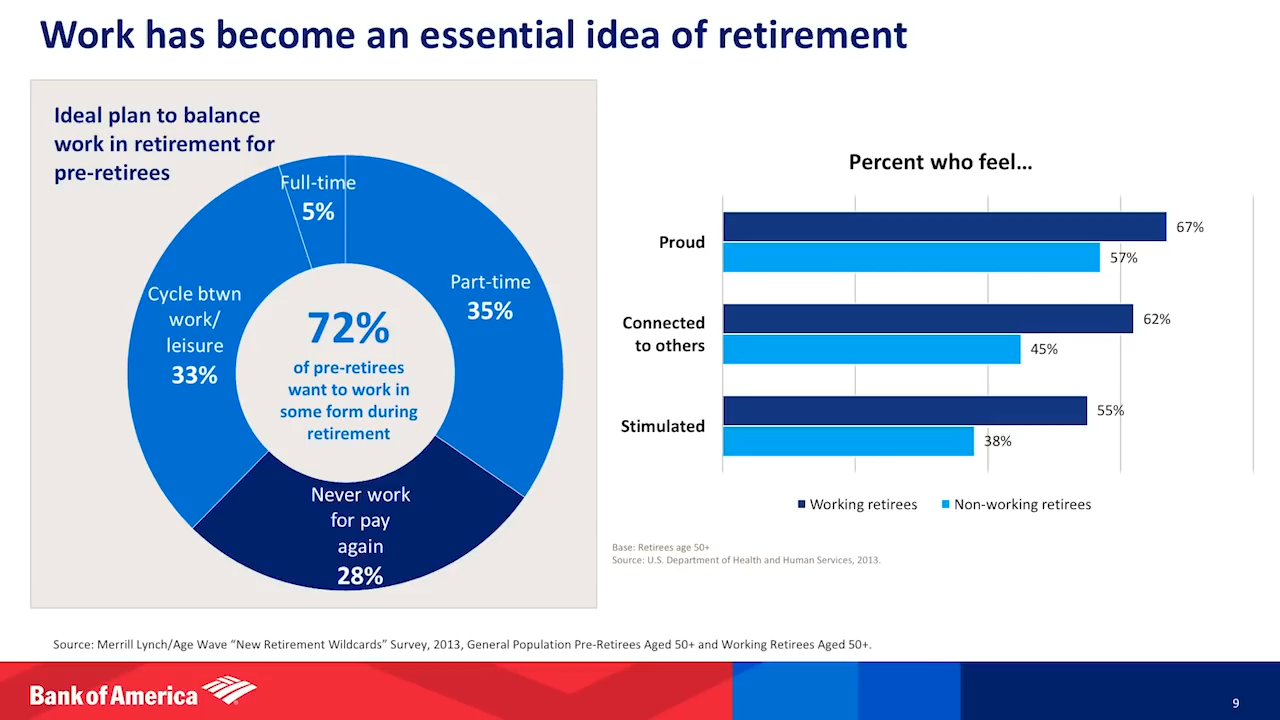 Work has become an essential idea of retirement
Ideal plan to balance
work in retirement for
pre-retirees
Full-time
5%
Part-time
35%
Cycle btwn
work/
leisure
33%
72%
of pre-retirees
want to work in
some form during
retirement
Never work
for pay
again
28%
Percent who feel…
Proud
67%
57%
Connected
to others
62%
45%
Stimulated
55%
38%
Working retirees
Non-working retirees
Base: Retirees age 50+
Source: U.S. Department of Health and Human Services, 2013.
Source: Merrill Lynch/Age Wave “New Retirement Wildcards” Survey, 2013, General Population Pre-Retirees Aged 50+ and Working Retirees Aged 50+.
Bank of America
9